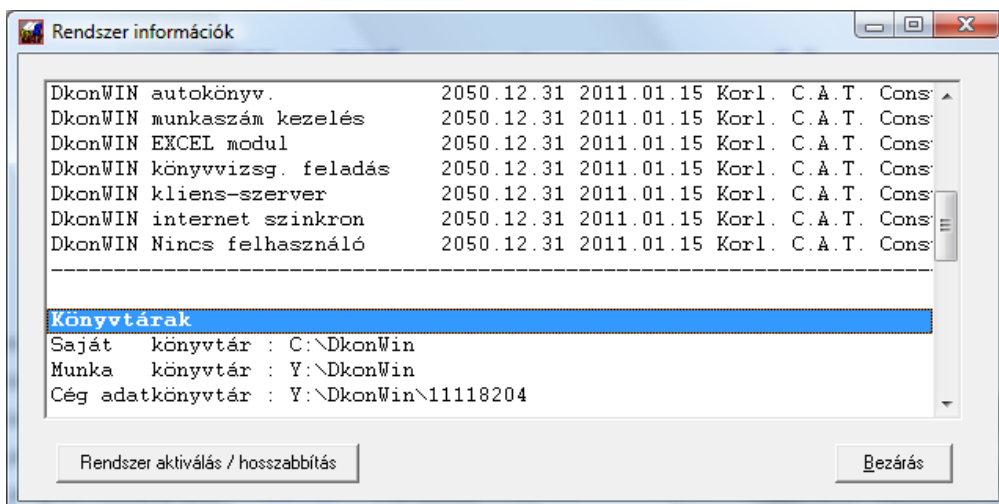 Rendszer információk
DkonWIN autokönyv. 2050.12.31 2011.01.15 Korl. C.A.T. Cons
DkonWIN munkaszám kezelés 2050.12.31 2011.01.15 Korl. C.A.T. Cons
DkonWIN EXCEL modul 2050.12.31 2011.01.15 Korl. C.A.T. Cons
DkonWIN könyvvizsg. feladás 2050.12.31 2011.01.15 Korl. C.A.T. Cons
DkonWIN kliens-szerver 2050.12.31 2011.01.15 Korl. C.A.T. Cons
DkonWIN internet szinkron 2050.12.31 2011.01.15 Korl. C.A.T. Cons
DkonWIN Nincs felhasználó 2050.12.31 2011.01.15 Korl. C.A.T. Cons
Könyvtárak
Saját könyvtár : C:\DkonWin
Munka könyvtár : Y:\DkonWin
Cég adatkönyvtár : Y:\DkonWin\11118204
Rendszer aktiválás / hosszabbítás
Bezárás